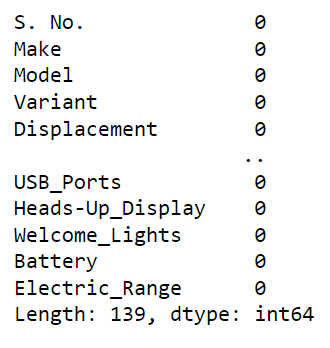 S. No. 0
Make 0
Model 0
Variant 0
Displacement 0
..
USB_Ports 0
Heads-Up_Display 0
Welcome_Lights 0
Battery 0
Electric_Range 0
Length: 139, dtype: int64